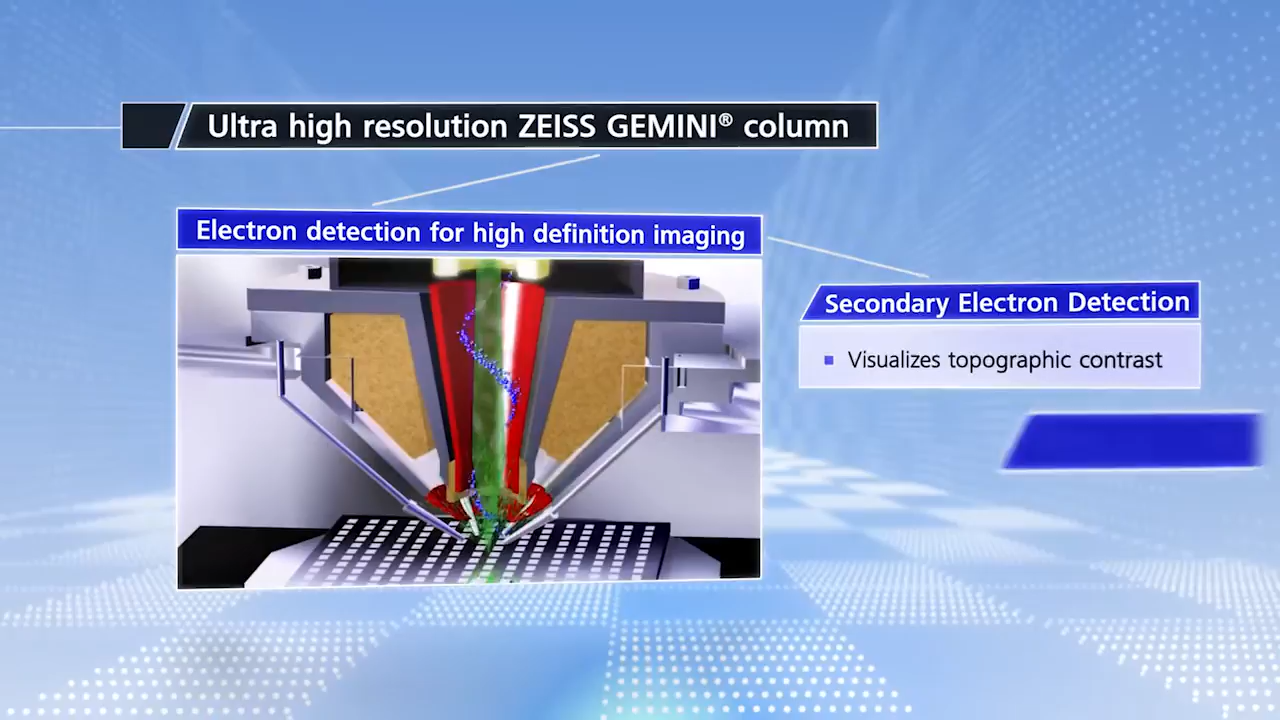 Ultra high resolution ZEISS GEMINI® column
Electron detection for high definition imaging
Secondary Electron Detection
Visualizes topographic contrast